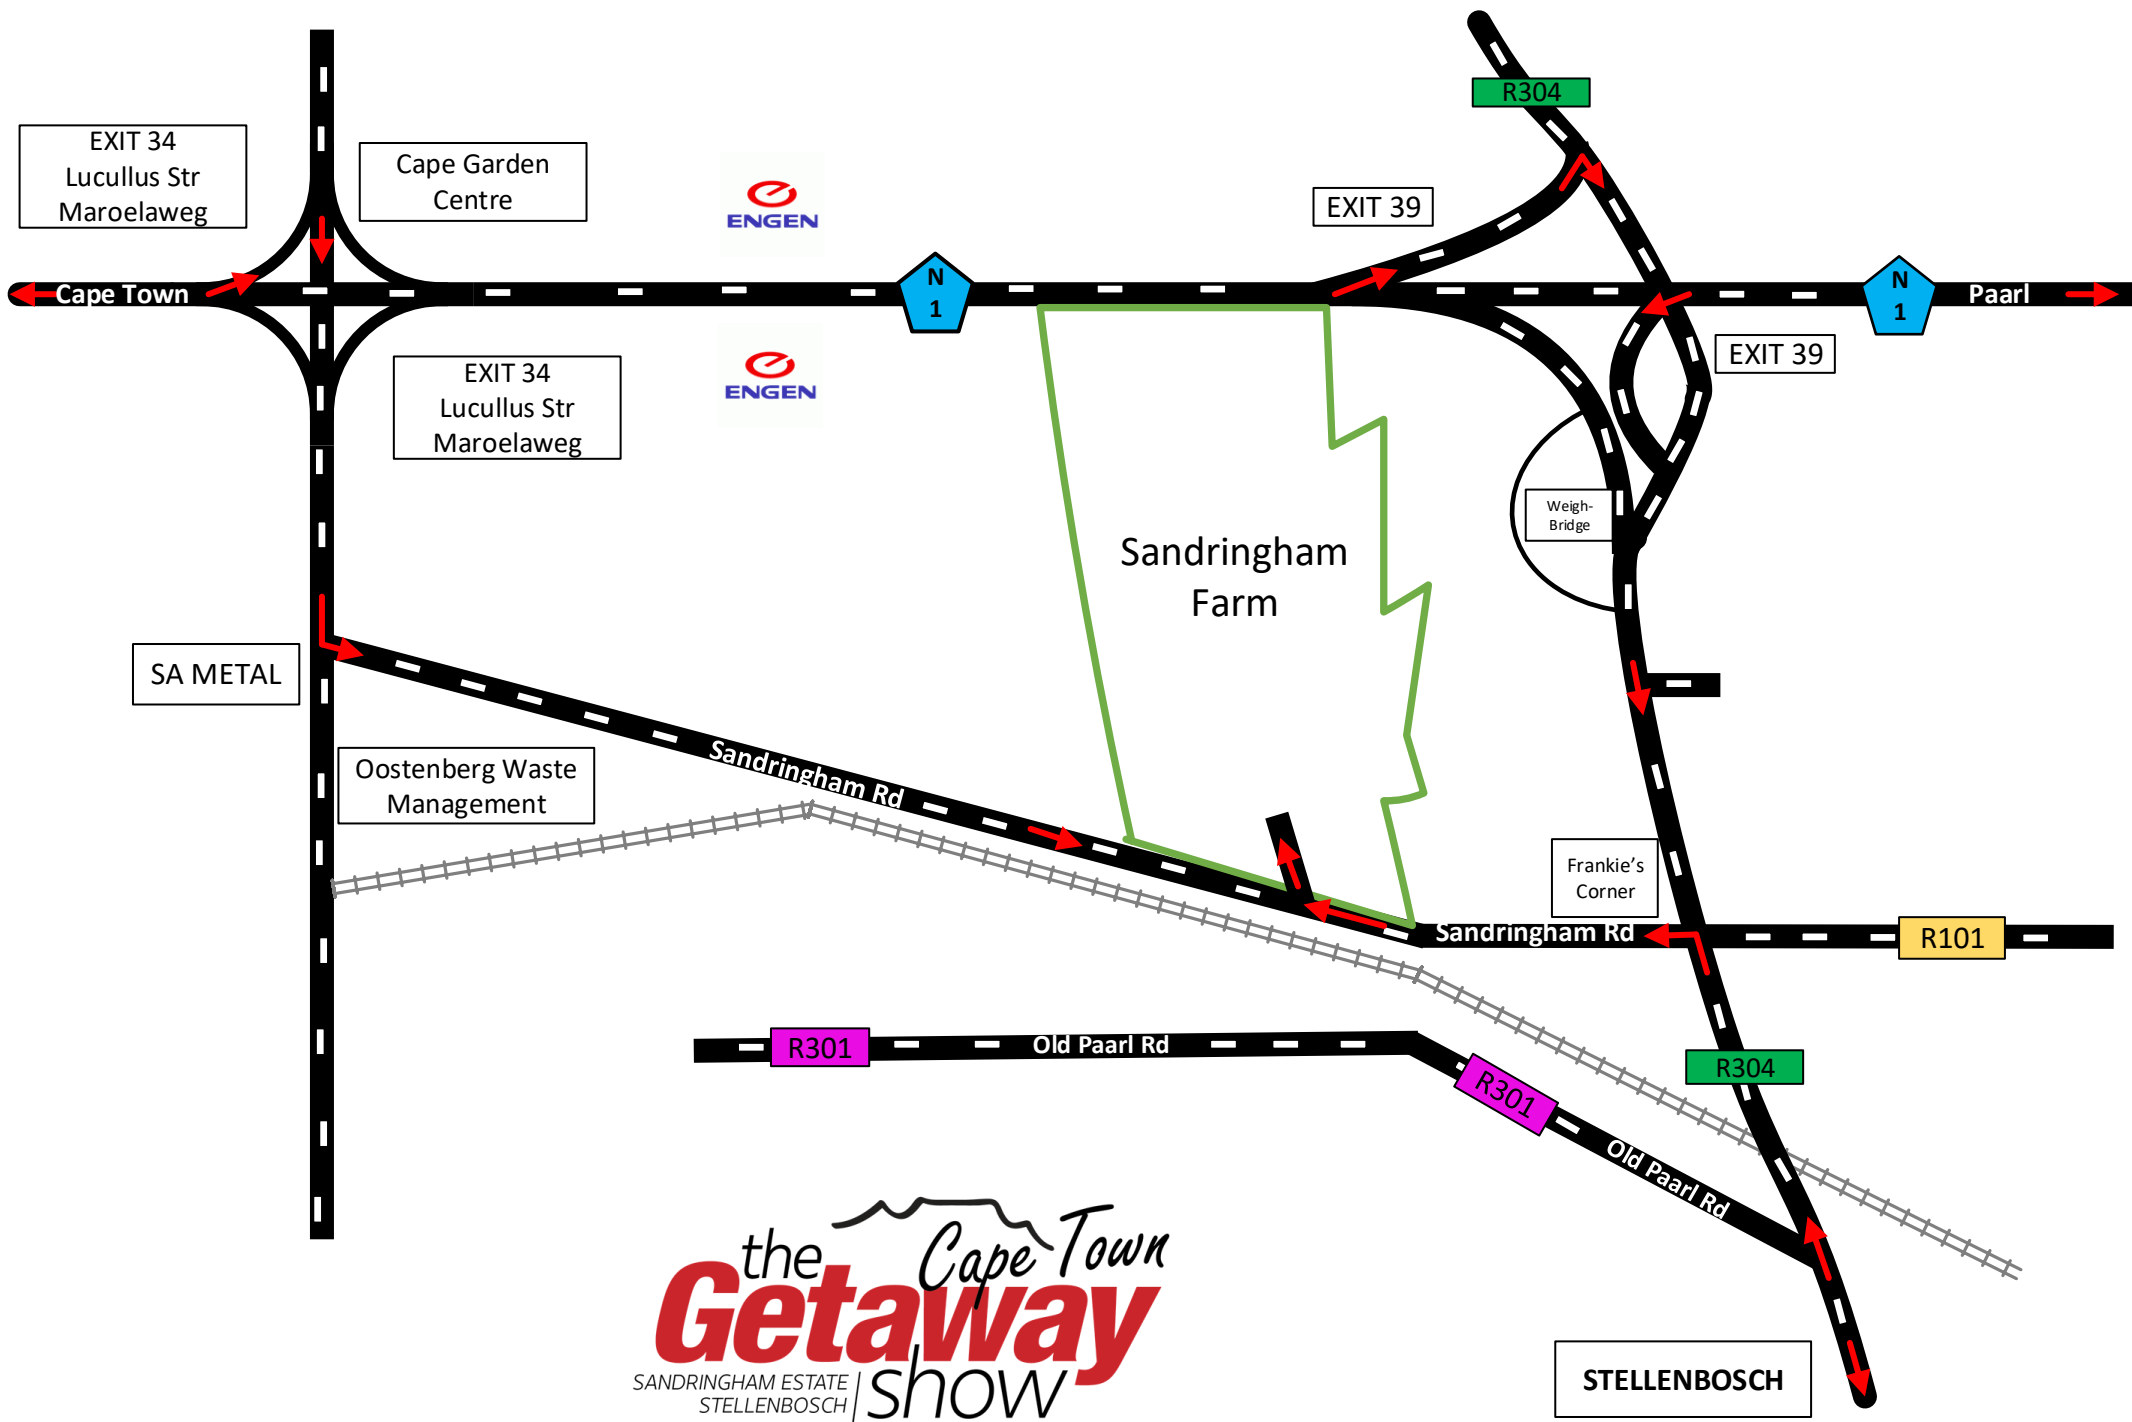 R304
EXIT 34
Lucullus Str
Maroelaweg
Cape Garden
Centre
ENGEN
EXIT 39
Cape Town
N
1
N
1
Paarl
EXIT 39
EXIT 34
Lucullus Str
Maroelaweg
ENGEN
Weigh-
Bridge
Sandringham
Farm
SA METAL
Oostenberg Waste
Management
Sandringham Rd
Frankie’s
Corner
Sandringham Rd
R101
R301
Old Paarl Rd
R304
R301
Old Paarl Rd
the
Cape Town
Getaway
show
SANDRINGHAM ESTATE
STELLENBOSCH
STELLENBOSCH